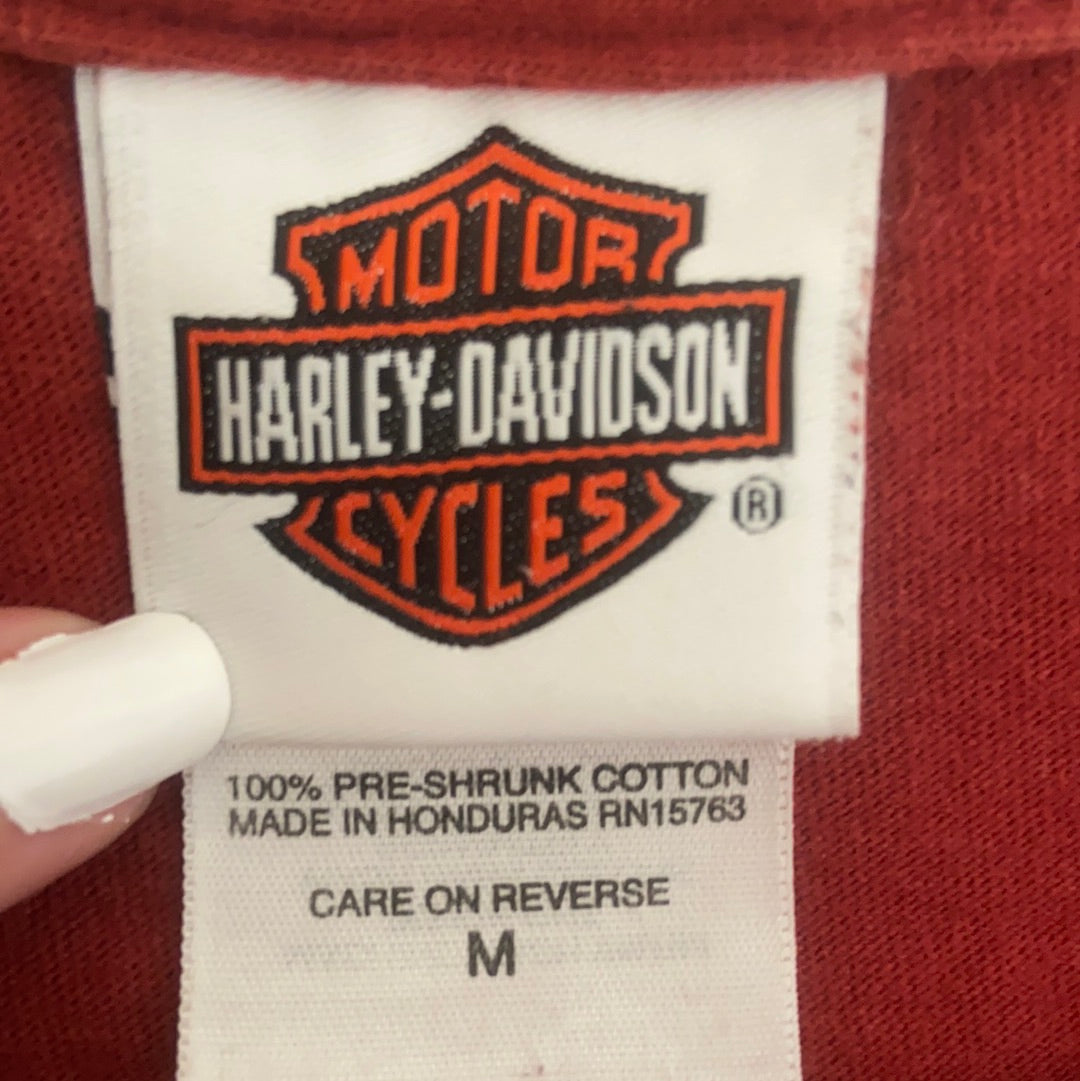 MOTOR
HARLEY-DAVIDSON
CYCLES
®
100% PRE-SHRUNK COTTON
MADE IN HONDURAS RN15763
CARE ON REVERSE
M